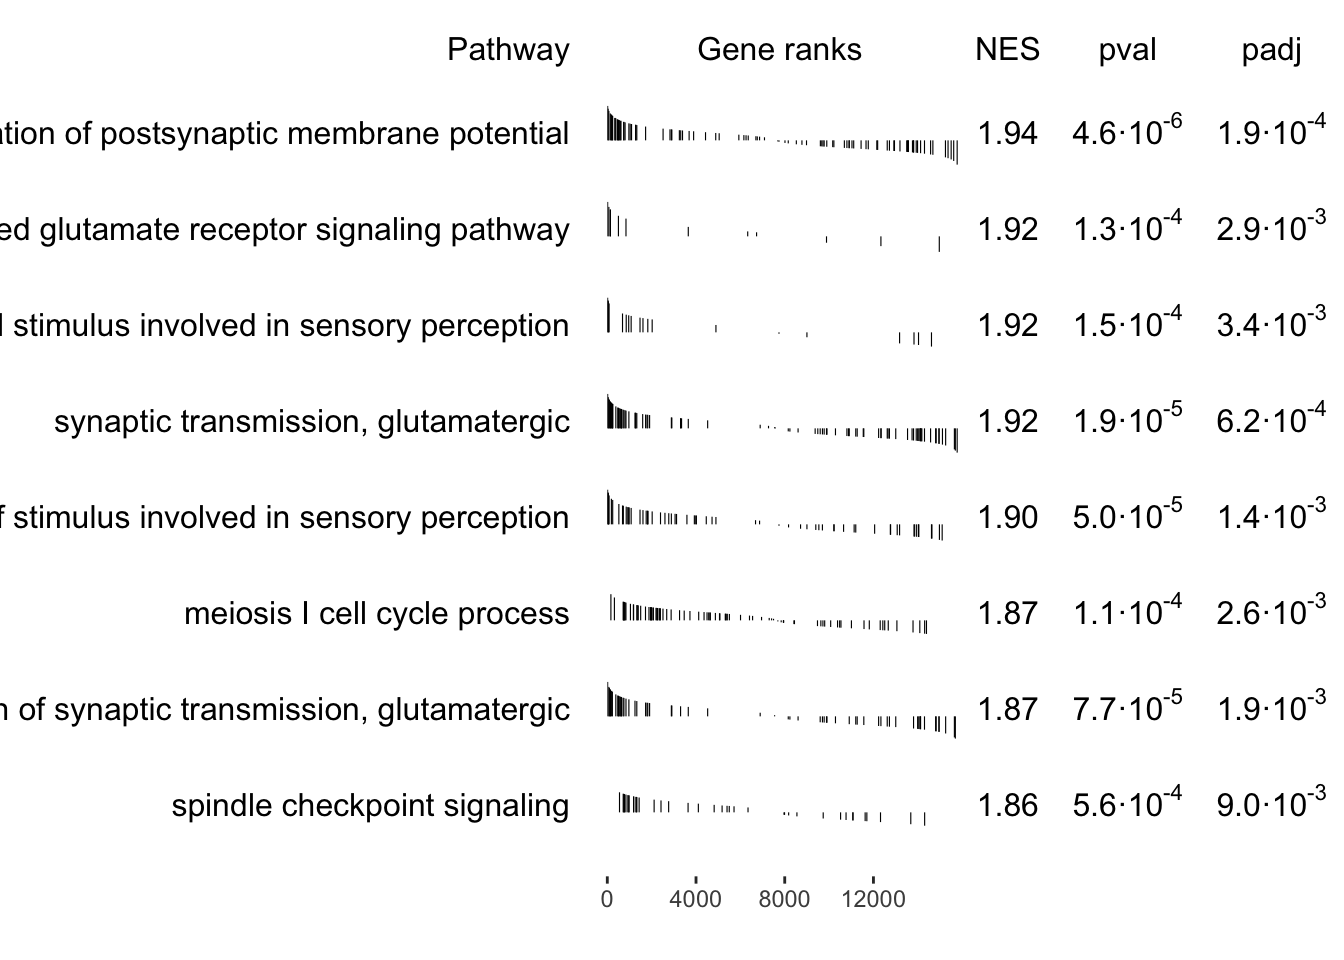 Pathway Gene ranks NES pval padj
ation of postsynaptic membrane potential 1.94 4.6·10⁻⁶ 1.9·10⁻⁴
ed glutamate receptor signaling pathway 1.92 1.3·10⁻⁴ 2.9·10⁻³
stimulus involved in sensory perception 1.92 1.5·10⁻⁴ 3.4·10⁻³
synaptic transmission, glutamatergic 1.92 1.9·10⁻⁵ 6.2·10⁻⁴
f stimulus involved in sensory perception 1.90 5.0·10⁻⁵ 1.4·10⁻³
meiosis I cell cycle process 1.87 1.1·10⁻⁴ 2.6·10⁻³
n of synaptic transmission, glutamatergic 1.87 7.7·10⁻⁵ 1.9·10⁻³
spindle checkpoint signaling 1.86 5.6·10⁻⁴ 9.0·10⁻³
0 4000 8000 12000